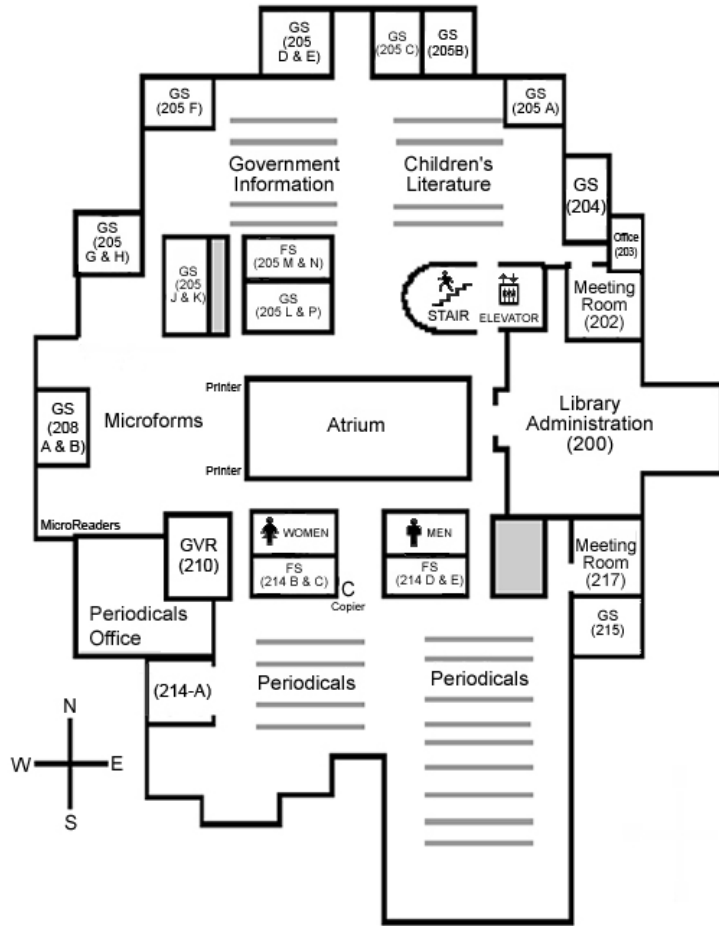 GS
(205
D & E)
GS
(205 C)
GS
(205B)
GS
(205 F)
GS
(205 A)
Government
Information
Children's
Literature
GS
(204)
GS
(205
G & H)
Office
(203)
GS
(205
J & K)
FS
(205 M & N)
GS
(205 L & P)
STAIR
ELEVATOR
Meeting
Room
(202)
Printer
GS
(208
A & B)
Microforms
Atrium
Library
Administration
(200)
Printer
MicroReaders
GVR
(210)
WOMEN
FS
(214 B & C)
MEN
FS
(214 D & E)
Meeting
Room
(217)
C
Copier
Periodicals
Office
GS
(215)
(214-A)
Periodicals
Periodicals
N
W E
S